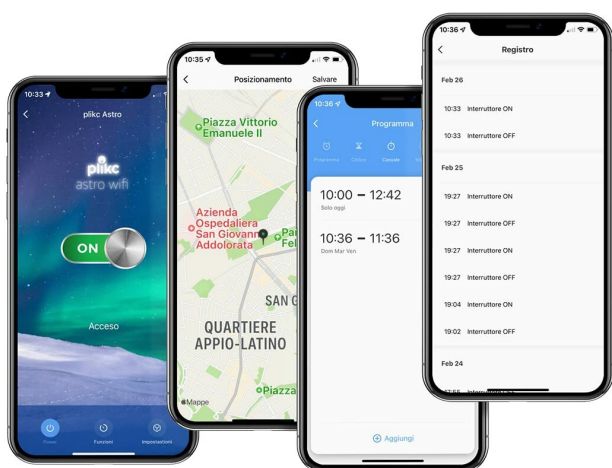 10:33
plikc Astro
plikc
astro wifi
ON
Acceso
Power
Funzioni
Impostazioni
10:35
Posizionamento
Salvare
Piazza Vittorio
Emanuele II
Azienda
Ospedaliera
San Giovanni
Addolorata
Fel
SAN G
QUARTIERE
APPIO-LATINO
Piazza
Mappe
10:36
Programma
Programma
Ciclico
Casuale
10:00 – 12:42
Solo oggi
10:36 – 11:36
Dom Mar Ven
Aggiungi
10:36
Registro
Feb 26
10:33 Interruttore ON
10:33 Interruttore OFF
Feb 25
19:27 Interruttore ON
19:27 Interruttore OFF
19:27 Interruttore ON
19:27 Interruttore OFF
19:04 Interruttore ON
19:02 Interruttore OFF
Feb 24